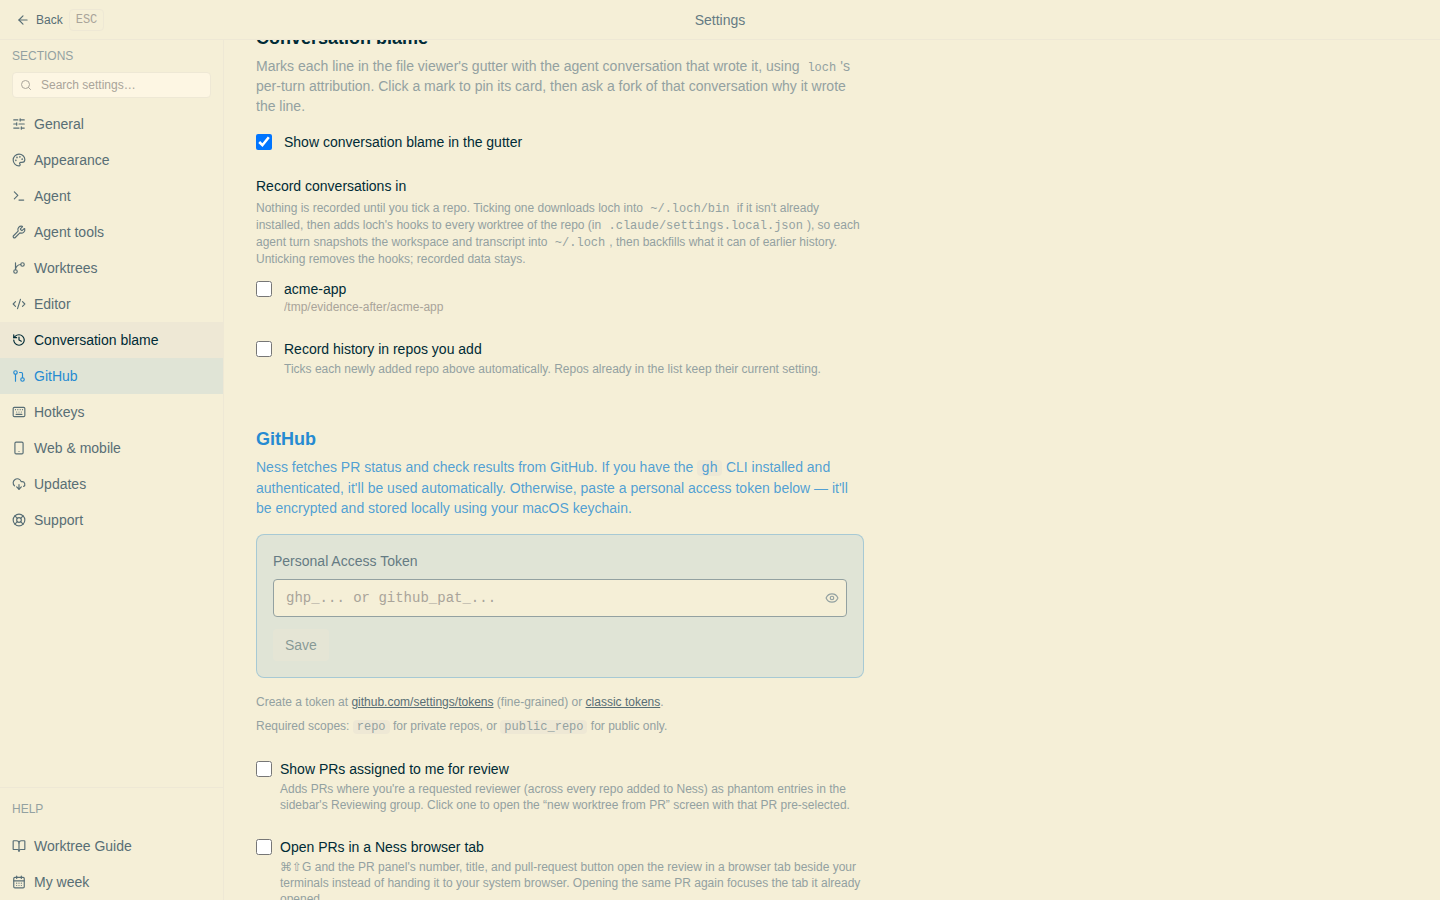 Back ESC
Settings
SECTIONS
Search settings…
General
Appearance
Agent
Agent tools
Worktrees
Editor
Conversation blame
GitHub
Hotkeys
Web & mobile
Updates
Support
HELP
Worktree Guide
My week
Conversation blame
Marks each line in the file viewer's gutter with the agent conversation that wrote it, using loch 's
per-turn attribution. Click a mark to pin its card, then ask a fork of that conversation why it wrote
the line.
Show conversation blame in the gutter
Record conversations in
Nothing is recorded until you tick a repo. Ticking one downloads loch into ~/.loch/bin if it isn't already
installed, then adds loch's hooks to every worktree of the repo (in .claude/settings.local.json ), so each
agent turn snapshots the workspace and transcript into ~/.loch , then backfills what it can of earlier history.
Unticking removes the hooks; recorded data stays.
acme-app
/tmp/evidence-after/acme-app
Record history in repos you add
Ticks each newly added repo above automatically. Repos already in the list keep their current setting.
GitHub
Ness fetches PR status and check results from GitHub. If you have the gh CLI installed and
authenticated, it'll be used automatically. Otherwise, paste a personal access token below — it'll
be encrypted and stored locally using your macOS keychain.
Personal Access Token
ghp_... or github_pat_...
Save
Create a token at github.com/settings/tokens (fine-grained) or classic tokens.
Required scopes: repo for private repos, or public_repo for public only.
Show PRs assigned to me for review
Adds PRs where you're a requested reviewer (across every repo added to Ness) as phantom entries in the
sidebar's Reviewing group. Click one to open the “new worktree from PR” screen with that PR pre-selected.
Open PRs in a Ness browser tab
⌘⇧G and the PR panel's number, title, and pull-request button open the review in a browser tab beside your
terminals instead of handing it to your system browser. Opening the same PR again focuses the tab it already
opened.